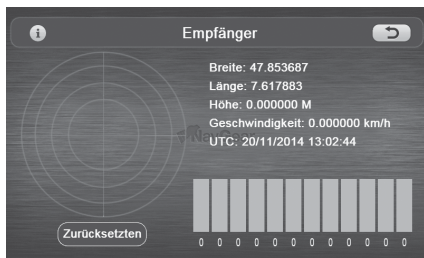 i
Empfänger
Breite: 47.853687
Länge: 7.617883
Höhe: 0.000000 M
Geschwindigkeit: 0.000000 km/h
UTC: 20/11/2014 13:02:44
NavGear
Zurücksetzten
0 0 0 0 0 0 0 0 0 0 0